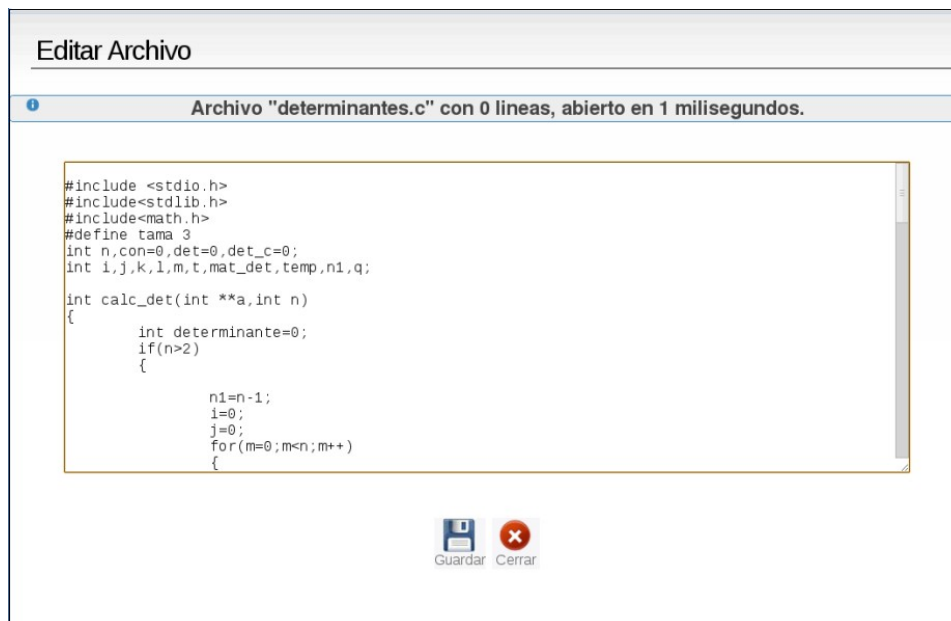 Editar Archivo
Archivo "determinantes.c" con 0 lineas, abierto en 1 milisegundos.
#include <stdio.h>
#include<stdlib.h>
#include<math.h>
#define tama 3
int n,con=0,det=0,det_c=0;
int i,j,k,l,m,t,mat_det,temp,n1,q;
int calc_det(int **a,int n)
{
int determinante=0;
if(n>2)
{
n1=n-1;
i=0;
j=0;
for(m=0;m<n;m++)
{
Guardar Cerrar